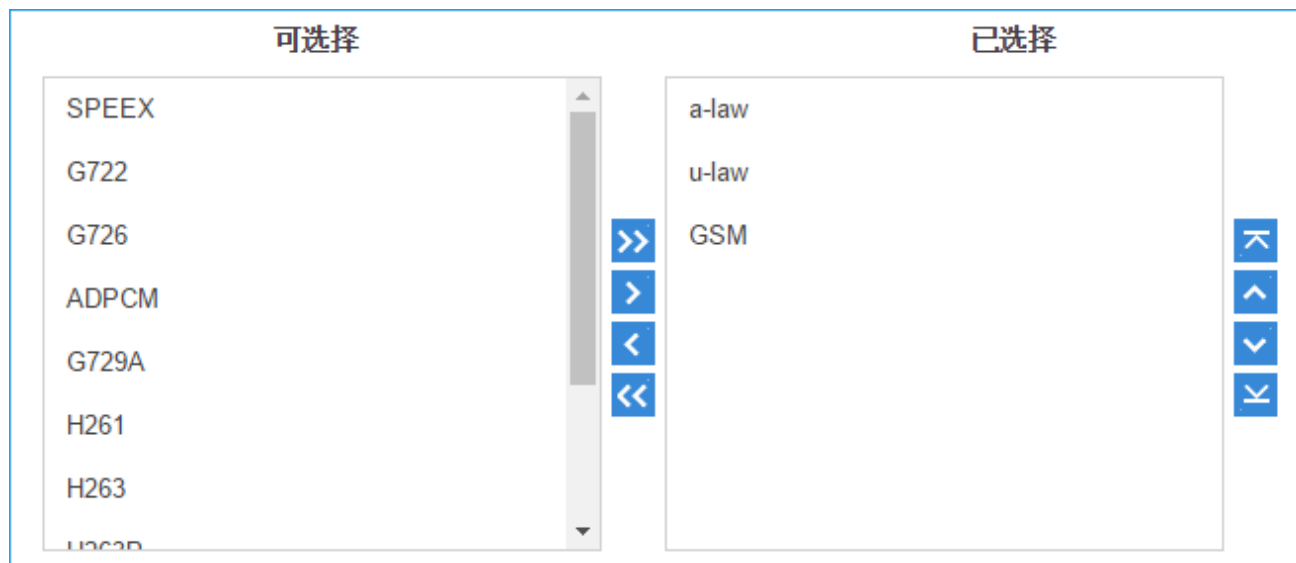 可选择
已选择
SPEEX
G722
G726
ADPCM
G729A
H261
H263
a-law
u-law
GSM